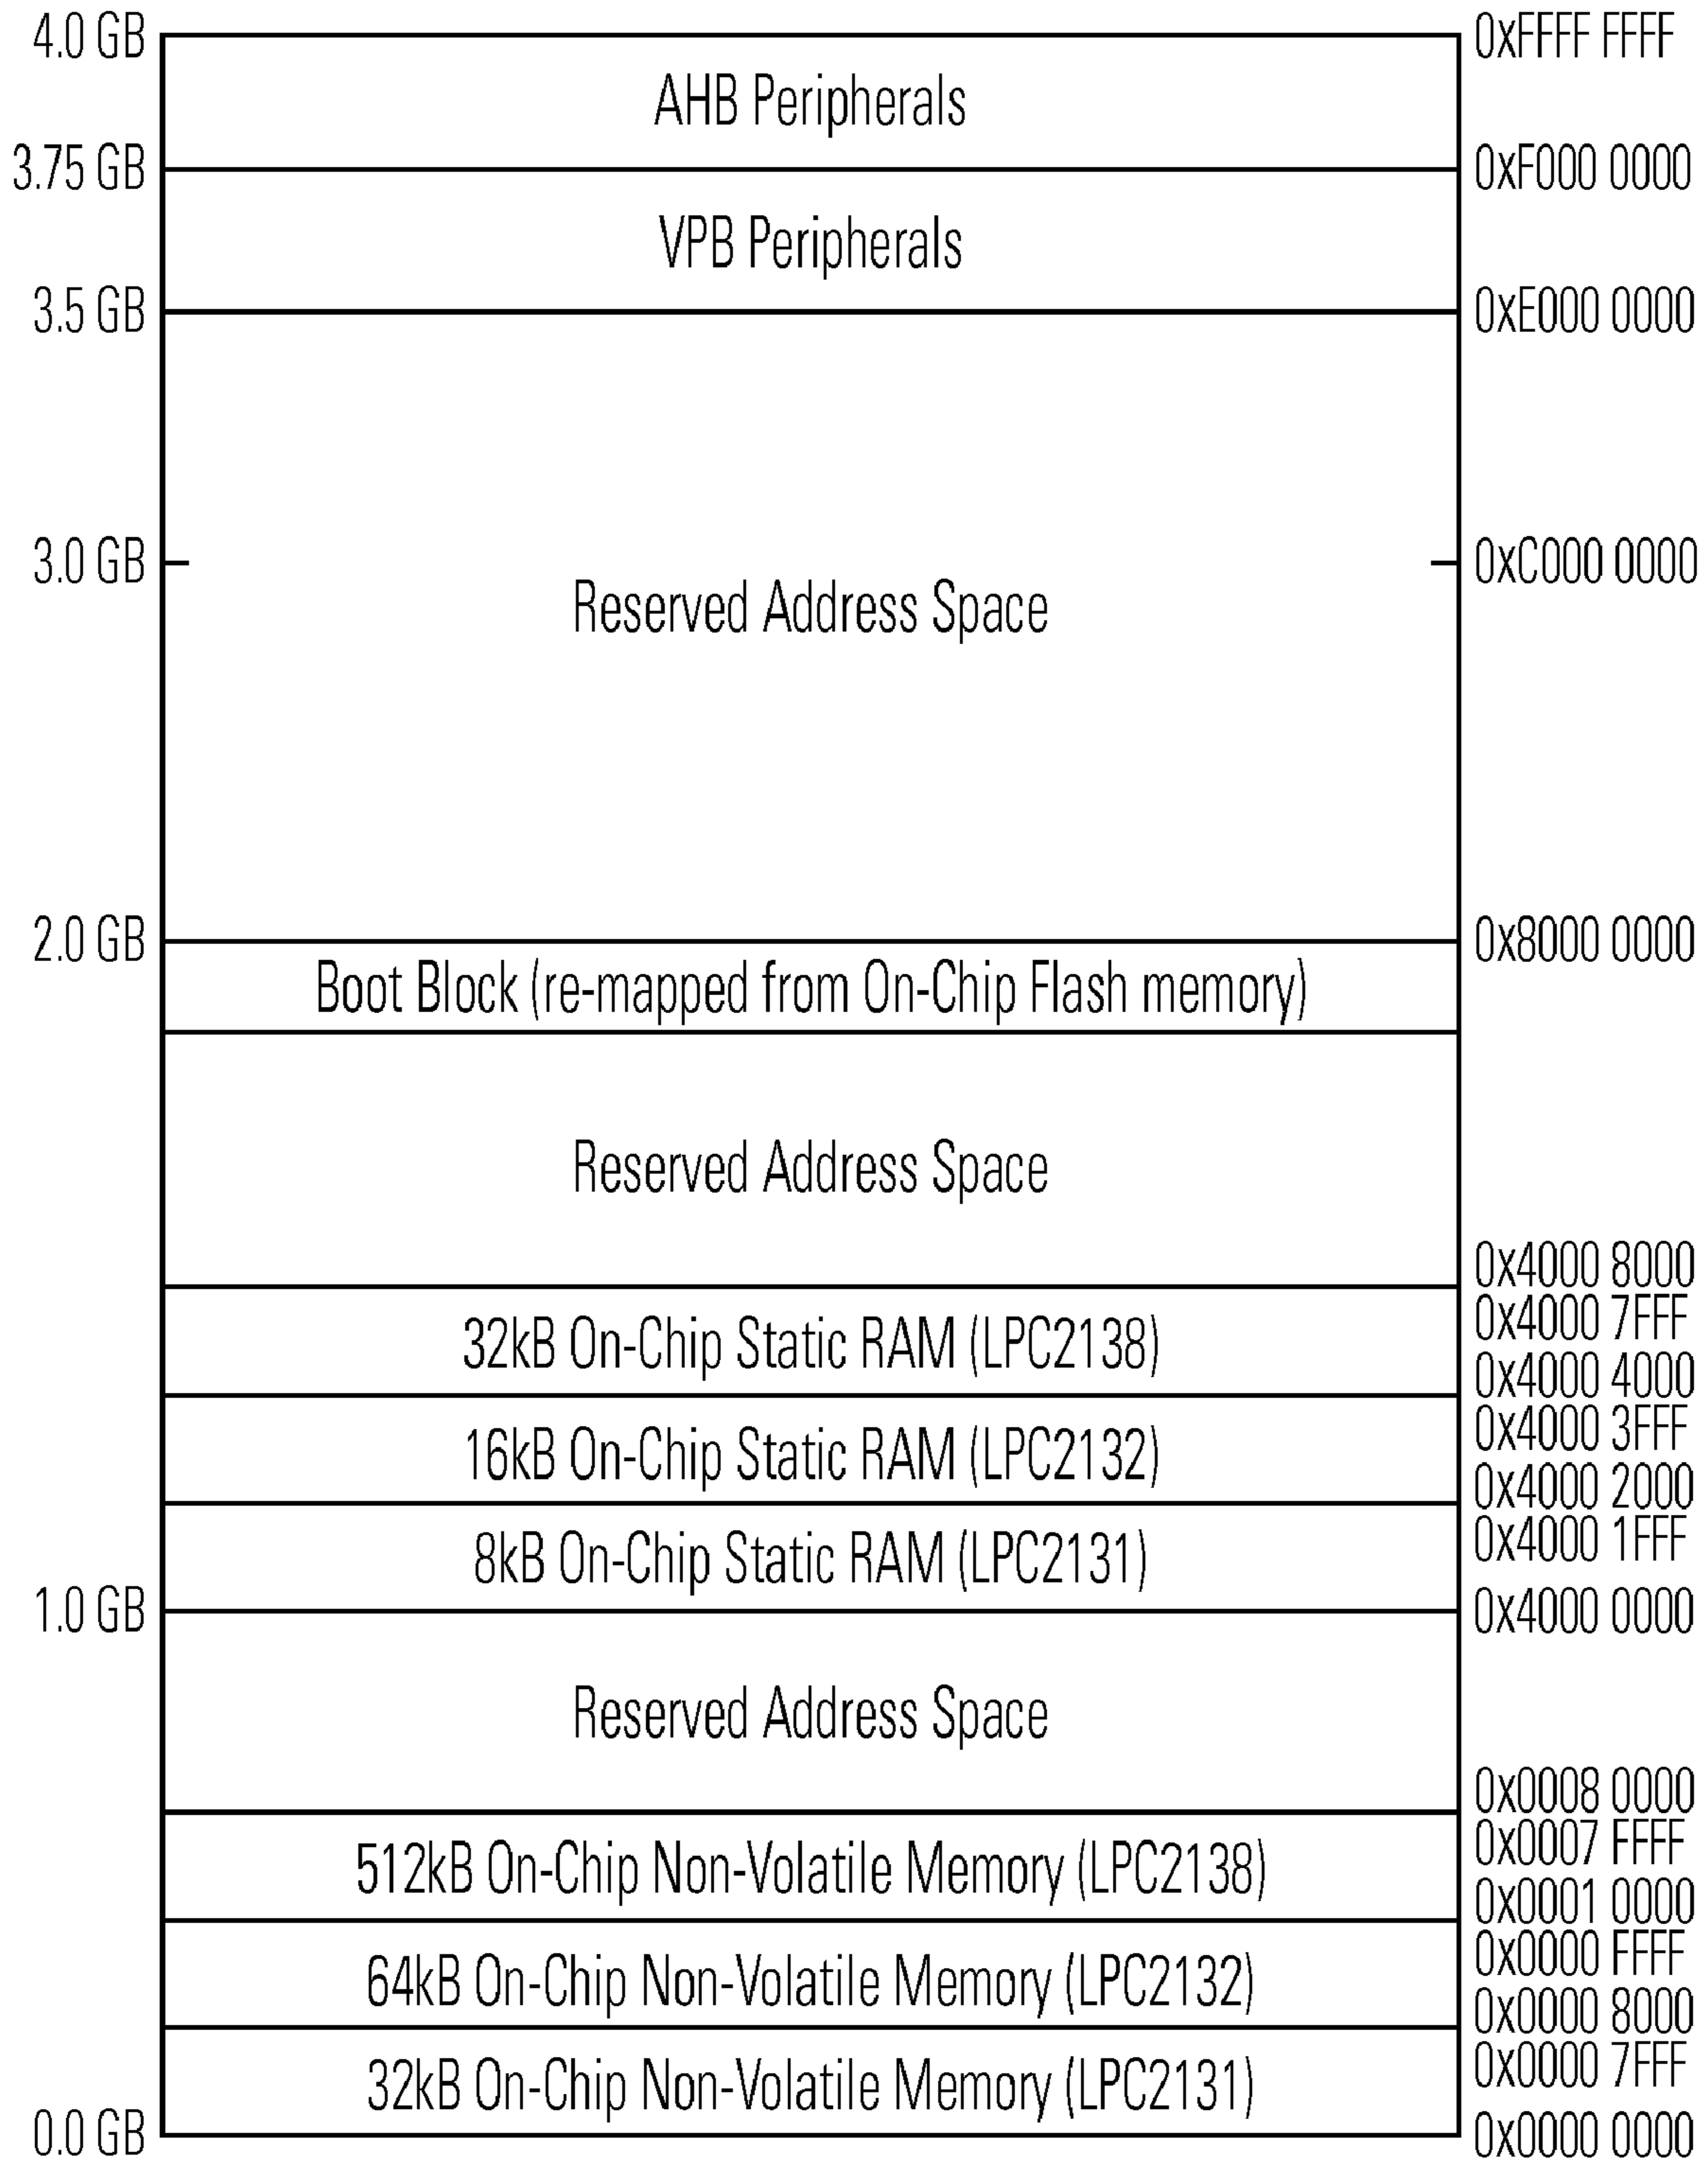 4.0 GB 0xFFFF FFFF
AHB Peripherals
3.75 GB 0xF000 0000
VPB Peripherals
3.5 GB 0xE000 0000
3.0 GB 0xC000 0000
Reserved Address Space
2.0 GB 0x8000 0000
Boot Block (re-mapped from On-Chip Flash memory)
Reserved Address Space
0x4000 8000
0x4000 7FFF
32kB On-Chip Static RAM (LPC2138)
0x4000 4000
0x4000 3FFF
16kB On-Chip Static RAM (LPC2132)
0x4000 2000
0x4000 1FFF
8kB On-Chip Static RAM (LPC2131)
1.0 GB 0x4000 0000
Reserved Address Space
0x0008 0000
0x0007 FFFF
512kB On-Chip Non-Volatile Memory (LPC2138)
0x0001 0000
0x0000 FFFF
64kB On-Chip Non-Volatile Memory (LPC2132)
0x0000 8000
0x0000 7FFF
32kB On-Chip Non-Volatile Memory (LPC2131)
0.0 GB 0x0000 0000